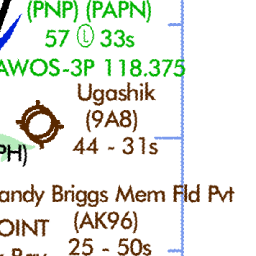 (PNP) (PAPN)
57 Ⓛ 33s
AWOS-3P 118.375
Ugashik
(9A8)
44 - 31s
PH)
andy Briggs Mem Fld Pvt
OINT (AK96)
25 - 50s